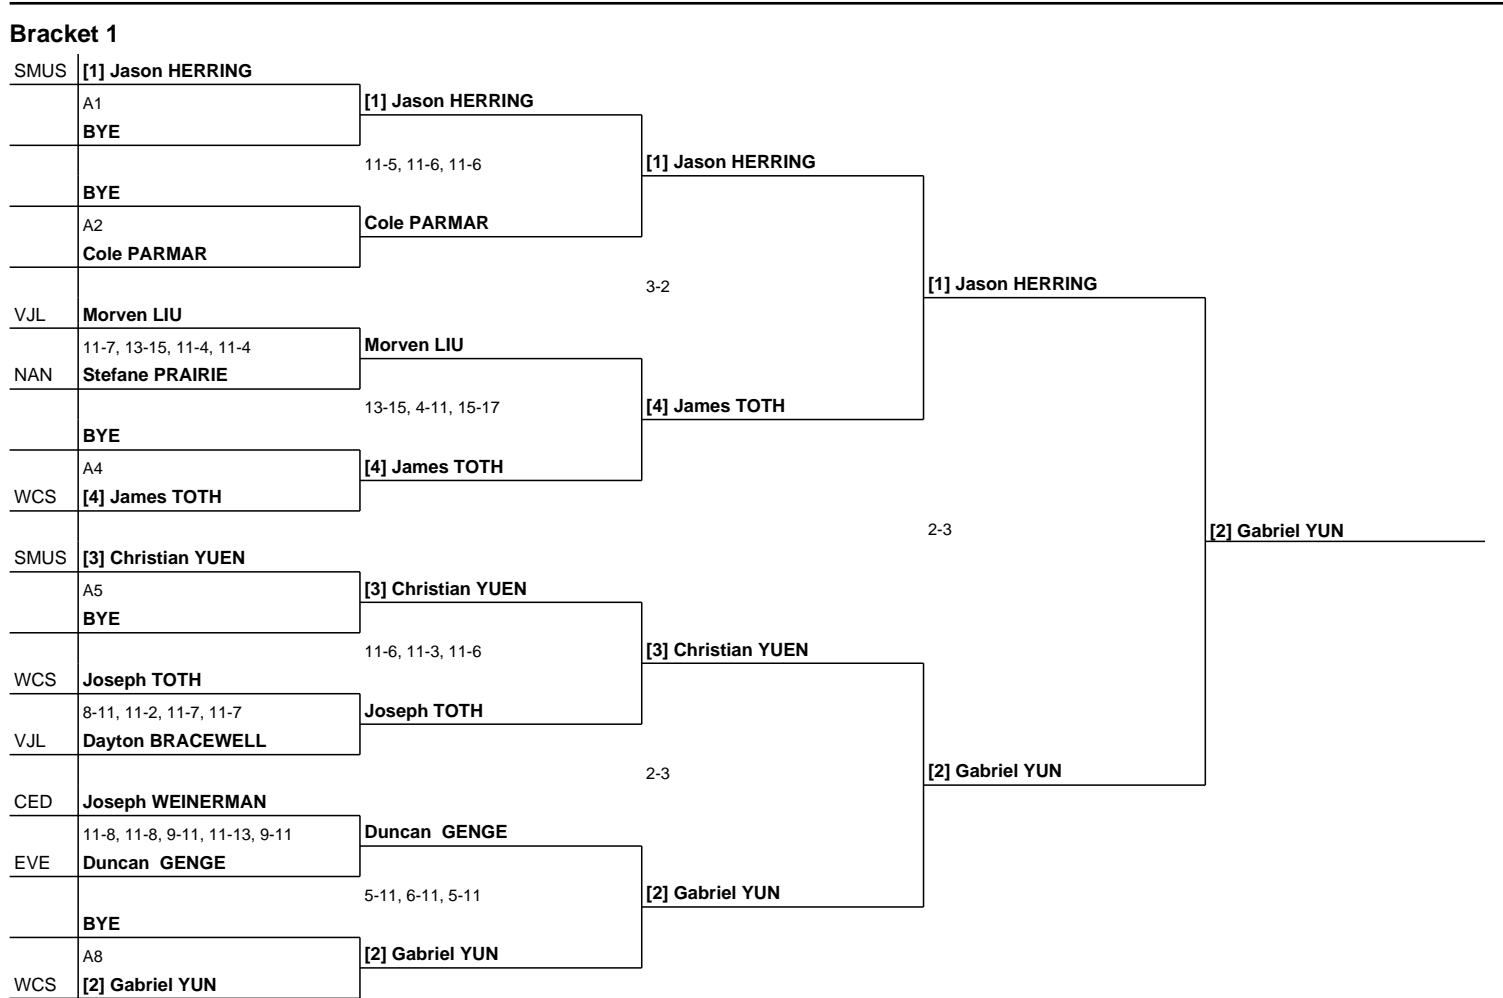 Bracket 1
SMUS [1] Jason HERRING
A1 [1] Jason HERRING
BYE
11-5, 11-6, 11-6 [1] Jason HERRING
BYE
A2 Cole PARMAR
Cole PARMAR
3-2 [1] Jason HERRING
VJL Morven LIU
11-7, 13-15, 11-4, 11-4 Morven LIU
NAN Stefane PRAIRIE
13-15, 4-11, 15-17 [4] James TOTH
BYE
A4 [4] James TOTH
WCS [4] James TOTH
2-3 [2] Gabriel YUN
SMUS [3] Christian YUEN
A5 [3] Christian YUEN
BYE
11-6, 11-3, 11-6 [3] Christian YUEN
WCS Joseph TOTH
8-11, 11-2, 11-7, 11-7 Joseph TOTH
VJL Dayton BRACEWELL
2-3 [2] Gabriel YUN
CED Joseph WEINERMAN
11-8, 11-8, 9-11, 11-13, 9-11 Duncan GENGE
EVE Duncan GENGE
5-11, 6-11, 5-11 [2] Gabriel YUN
BYE
A8 [2] Gabriel YUN
WCS [2] Gabriel YUN